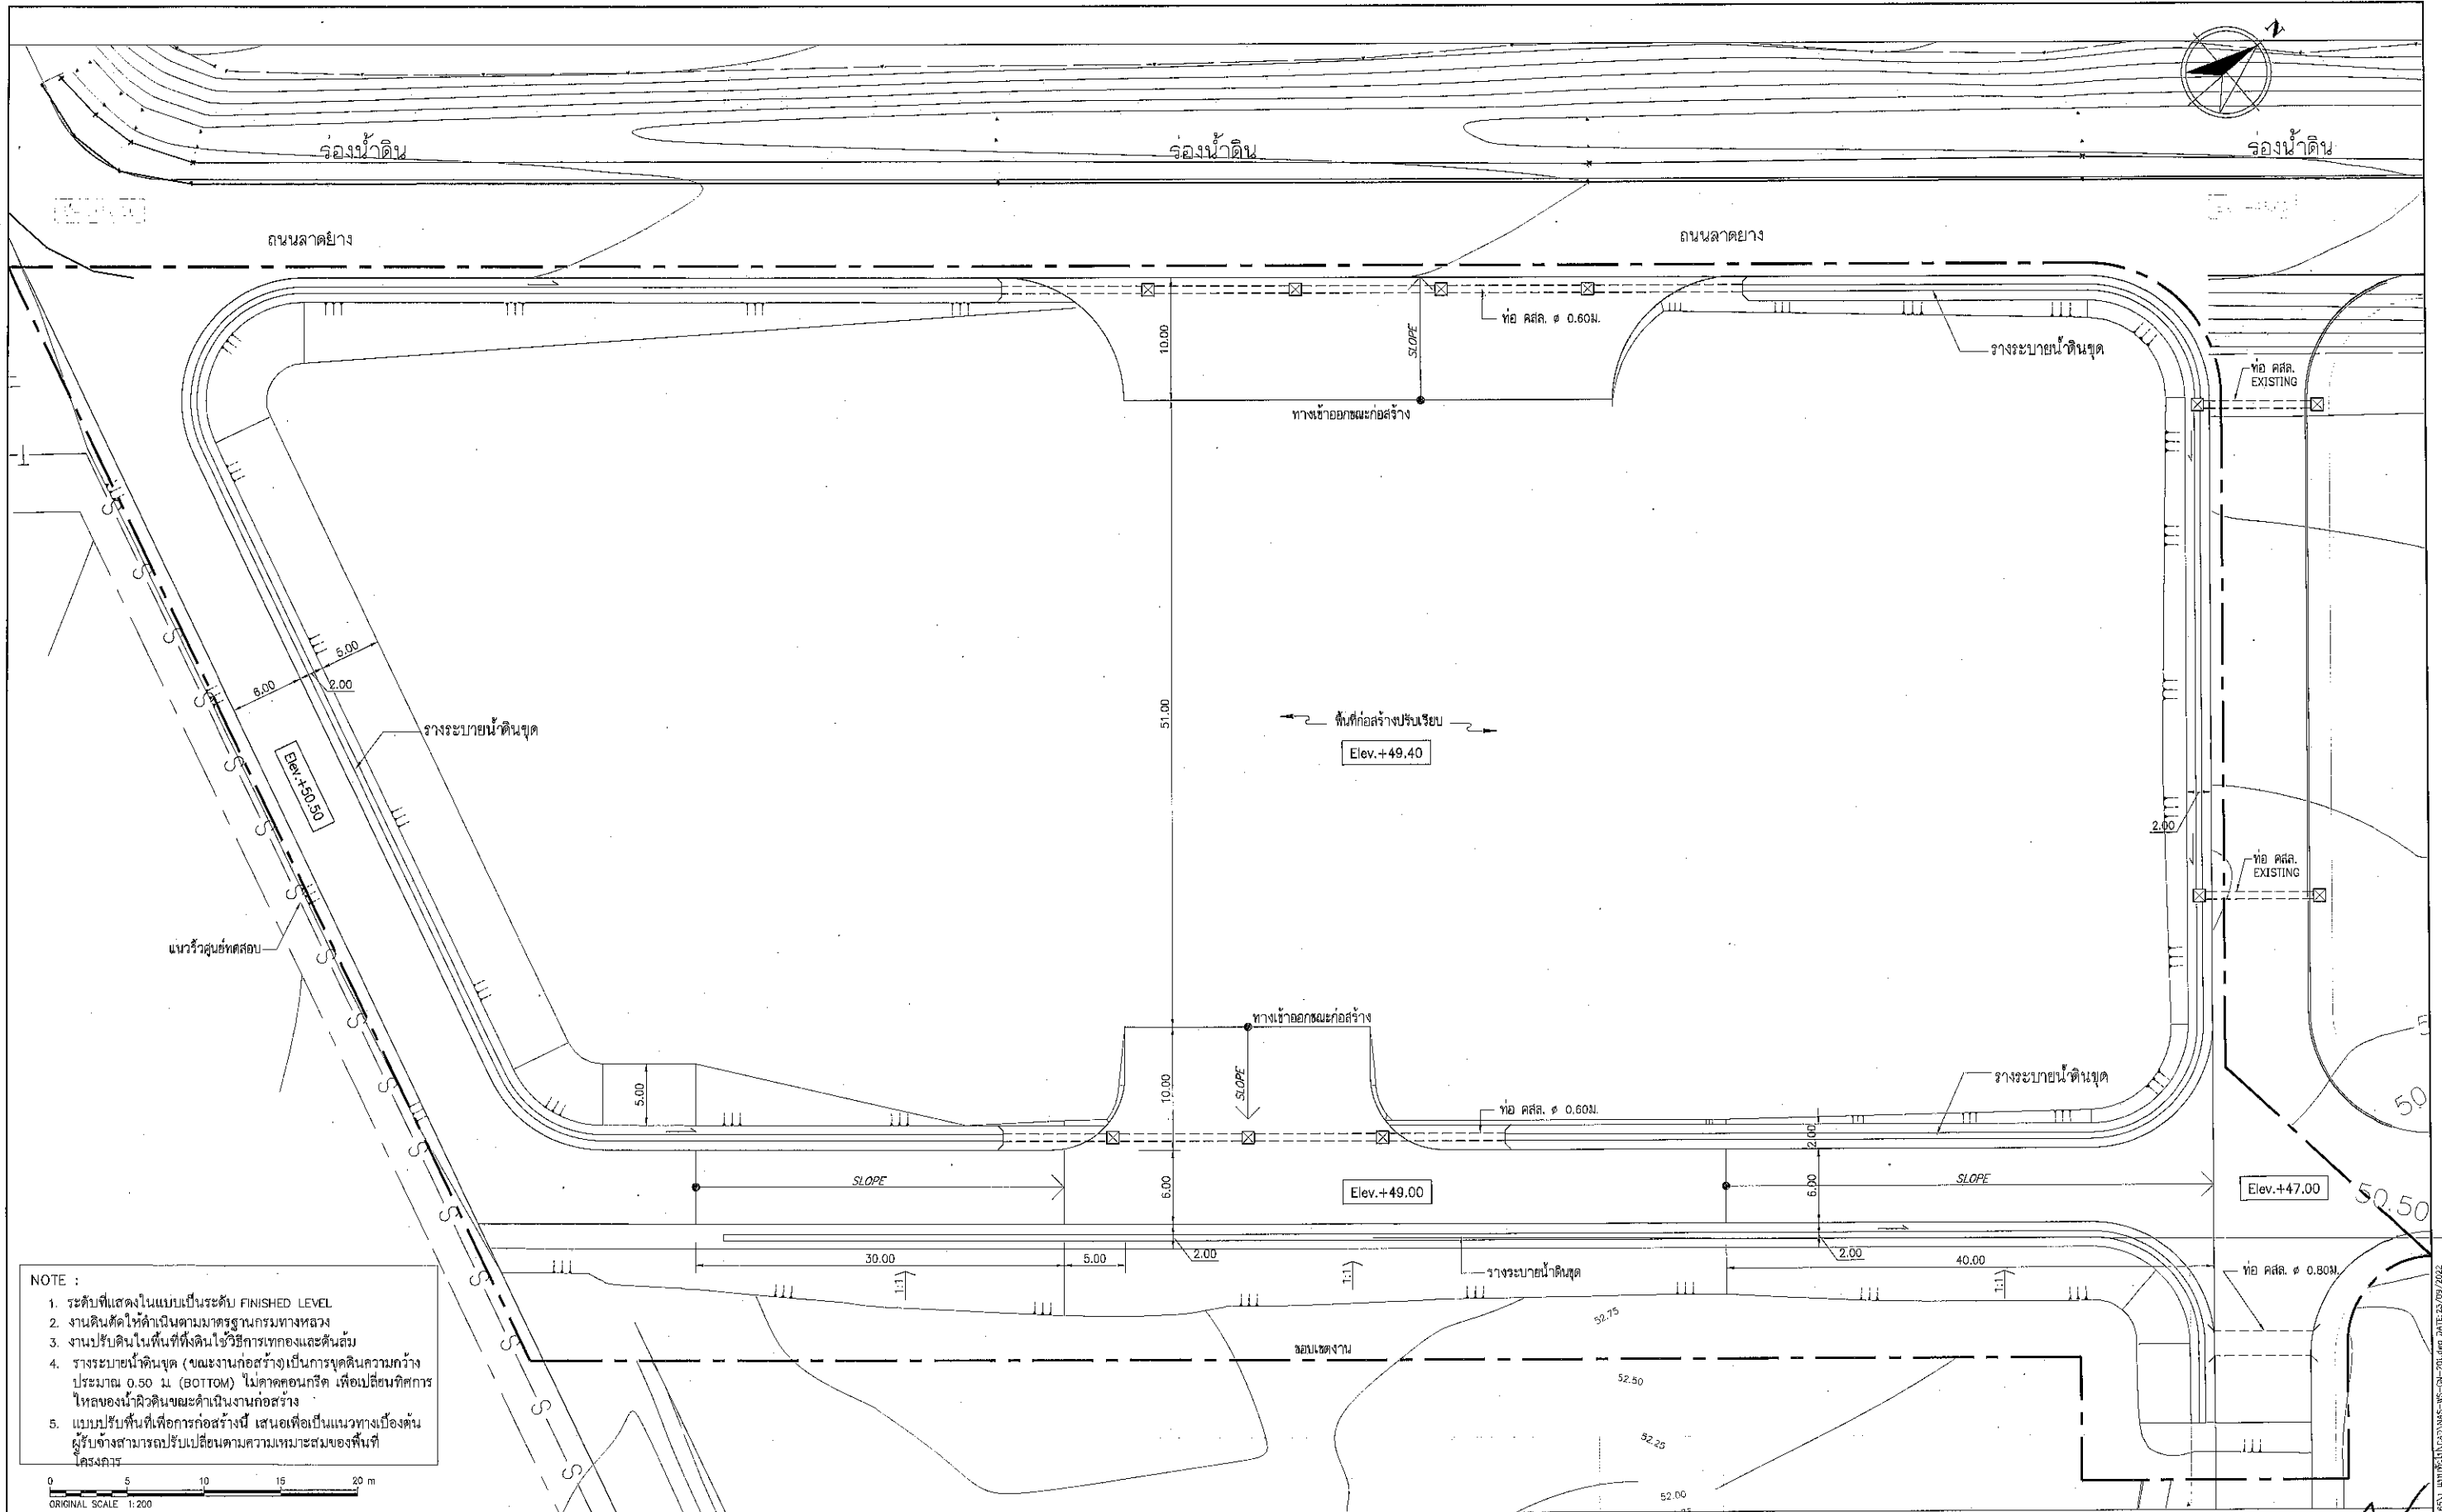 N
ร่องน้ำดิน
ร่องน้ำดิน
ร่องน้ำดิน
ถนนลาดยาง
ถนนลาดยาง
ท่อ คสล. ø 0.60ม.
SLOPE
10.00
รางระบายน้ำดินขุด
ท่อ คสล.
EXISTING
ทางเข้าออกขณะก่อสร้าง
5.00
6.00
2.00
รางระบายน้ำดินขุด
51.00
พื้นที่ก่อสร้างปรับเรียบ
Elev.+49.40
Elev.+50.50
2.00
ท่อ คสล.
EXISTING
แนวรั้วศูนย์ทดสอบ
ทางเข้าออกขณะก่อสร้าง
5.00
10.00
SLOPE
ท่อ คสล. ø 0.60ม.
รางระบายน้ำดินขุด
50
2.00
SLOPE
6.00
Elev.+49.00
6.00
SLOPE
Elev.+47.00
50.50
30.00
5.00
2.00
รางระบายน้ำดินขุด
2.00
40.00
ท่อ คสล. ø 0.80ม.
1:1
1:1
1:1
52.75
ขอบเขตงาน
52.50
52.25
52.00
NOTE :
1. ระดับที่แสดงในแบบเป็นระดับ FINISHED LEVEL
2. งานดินตัดให้ดำเนินตามมาตรฐานกรมทางหลวง
3. งานปรับดินในพื้นที่ทิ้งดินใช้วิธีการเทกองและดันล้ม
4. รางระบายน้ำดินขุด (ขณะงานก่อสร้าง)เป็นการขุดดินความกว้าง
ประมาณ 0.50 ม. (BOTTOM) ไม่ดาดคอนกรีต เพื่อเปลี่ยนทิศการ
ไหลของน้ำผิวดินขณะดำเนินงานก่อสร้าง
5. แบบปรับพื้นที่เพื่อการก่อสร้างนี้ เสนอเพื่อเป็นแนวทางเบื้องต้น
ผู้รับจ้างสามารถปรับเปลี่ยนตามความเหมาะสมของพื้นที่
โครงการ
0 5 10 15 20 m
ORIGINAL SCALE 1:200